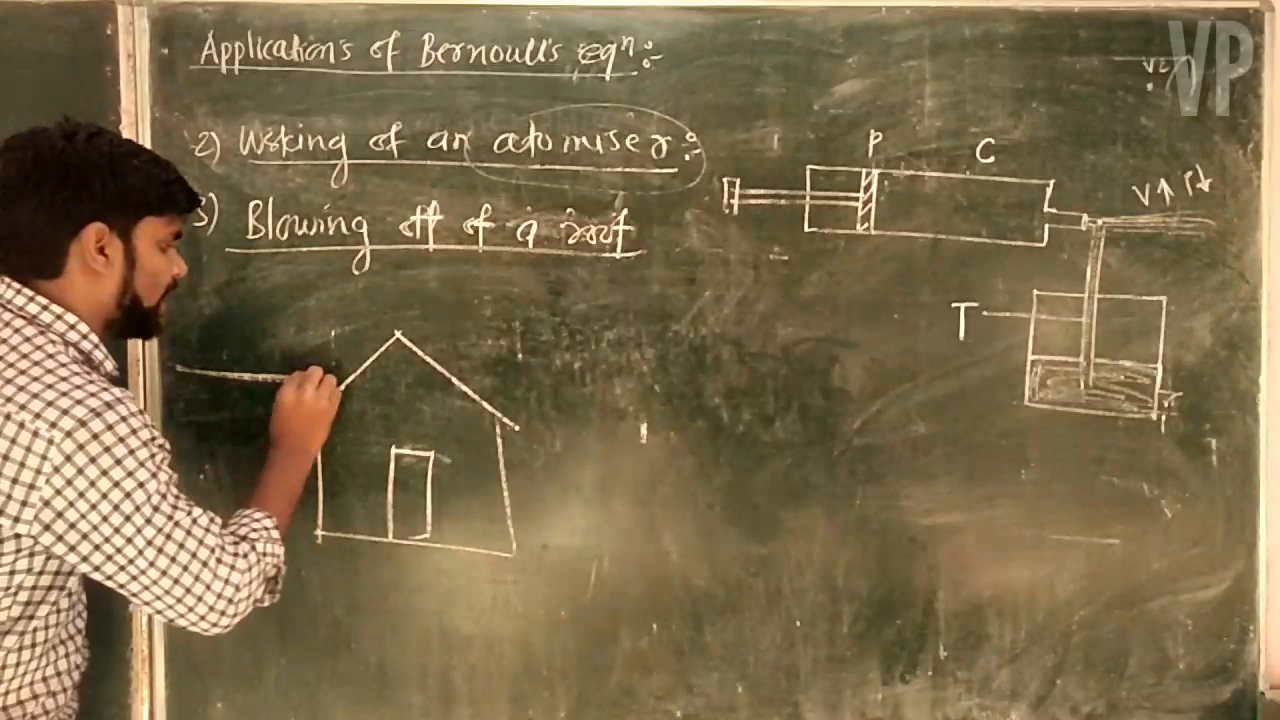 Applications of Bernoulli's eqn :-
2) Working of an atomiser :
3) Blowing off of a roof
P
C
V↑ P↓
T
VP